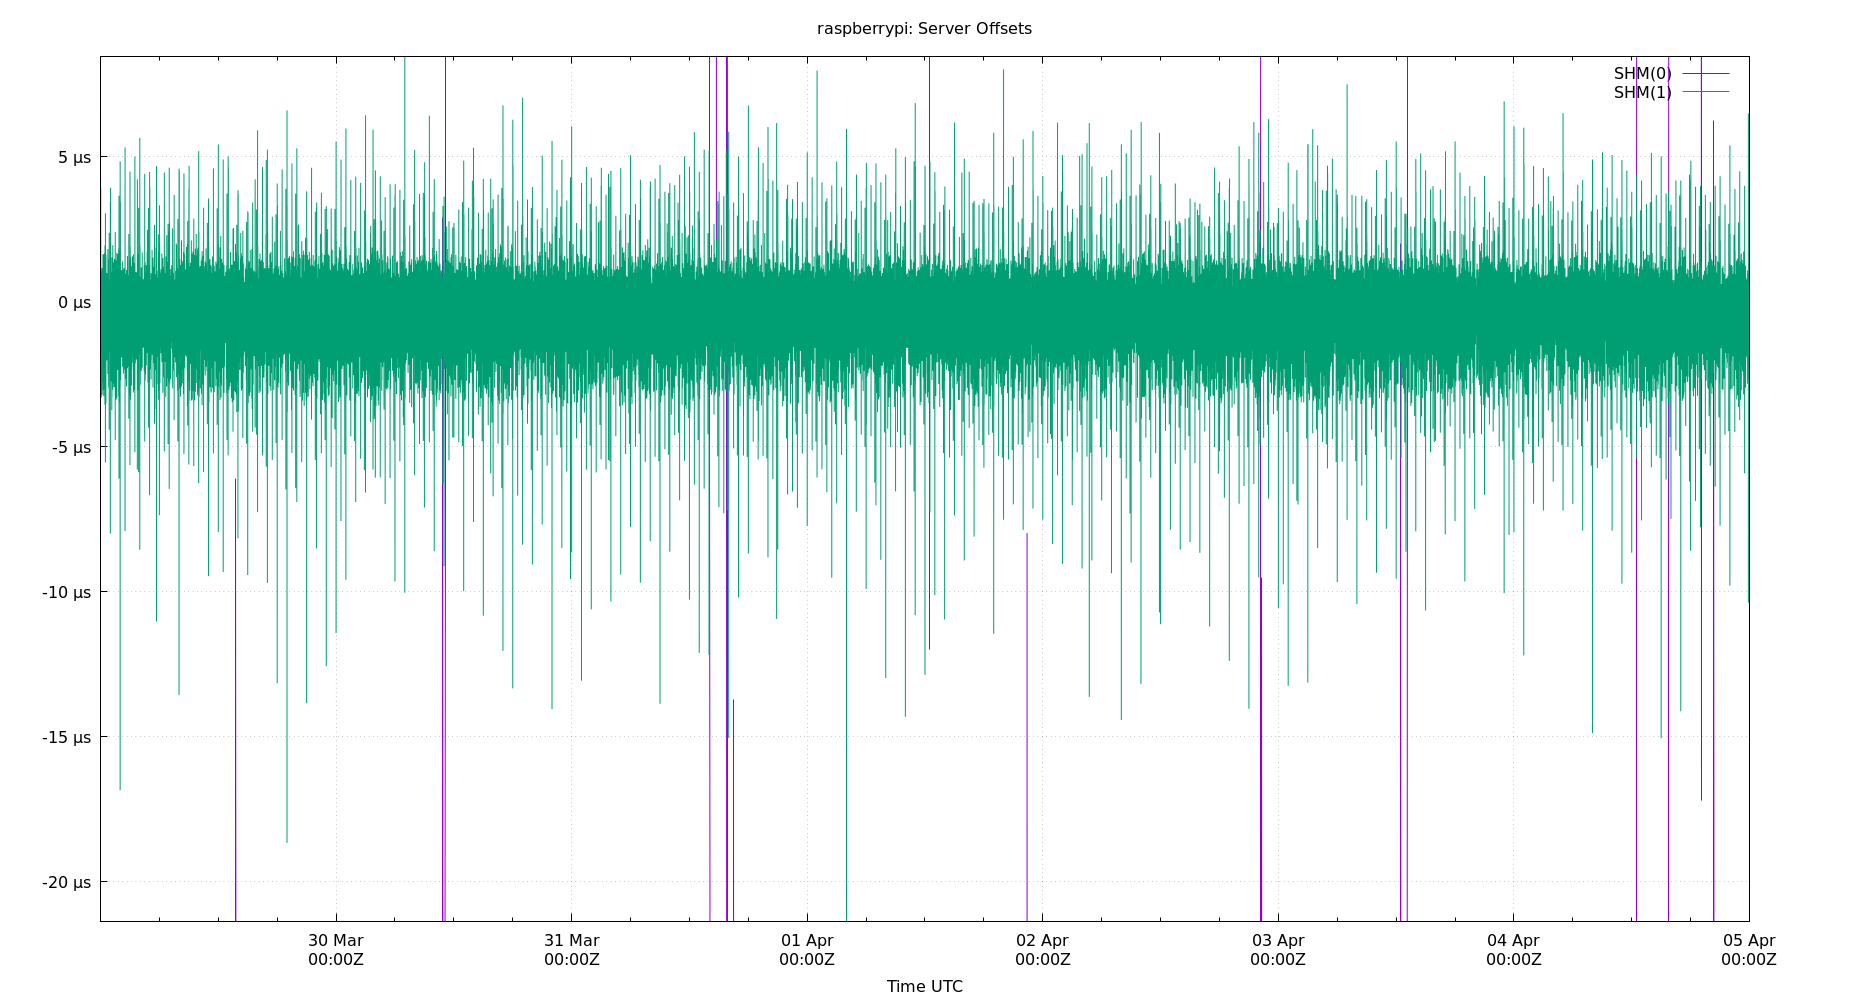 raspberrypi: Server Offsets
SHM(0)
SHM(1)
5 µs
0 µs
-5 µs
-10 µs
-15 µs
-20 µs
30 Mar 31 Mar 01 Apr 02 Apr 03 Apr 04 Apr 05 Apr
00:00Z 00:00Z 00:00Z 00:00Z 00:00Z 00:00Z 00:00Z
Time UTC